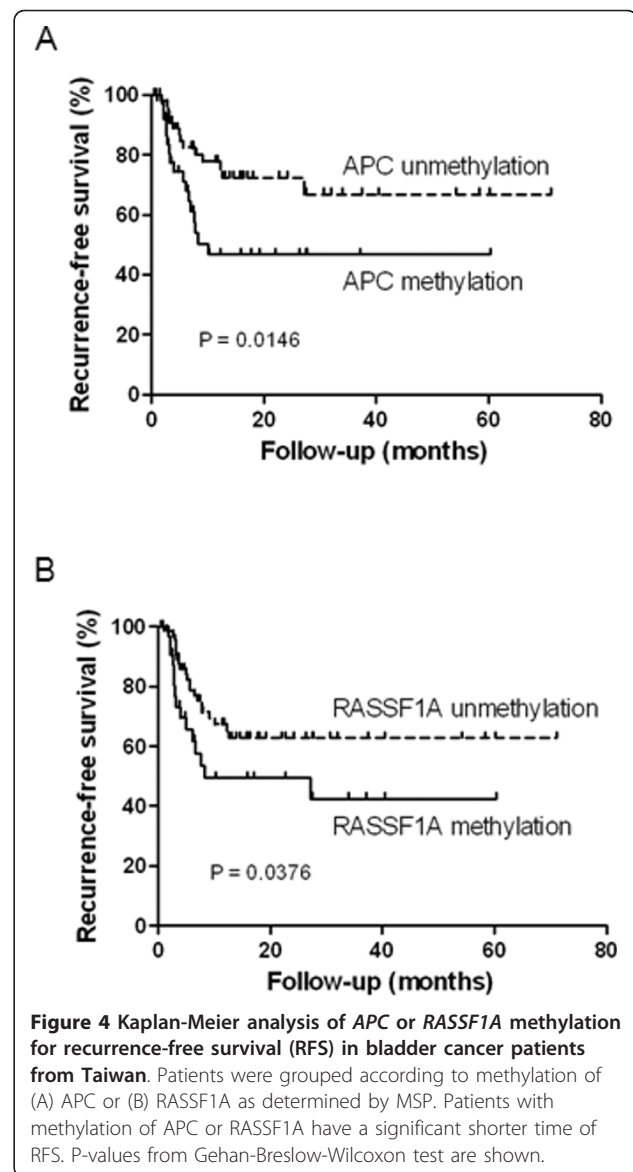 A
Recurrence-free survival (%)
100
80
60
40
20
0
APC unmethylation
APC methylation
P = 0.0146
0 20 40 60 80
Follow-up (months)
B
Recurrence-free survival (%)
100
80
60
40
20
0
RASSF1A unmethylation
RASSF1A methylation
P = 0.0376
0 20 40 60 80
Follow-up (months)
Figure 4 Kaplan-Meier analysis of APC or RASSF1A methylation
for recurrence-free survival (RFS) in bladder cancer patients
from Taiwan. Patients were grouped according to methylation of
(A) APC or (B) RASSF1A as determined by MSP. Patients with
methylation of APC or RASSF1A have a significant shorter time of
RFS. P-values from Gehan-Breslow-Wilcoxon test are shown.